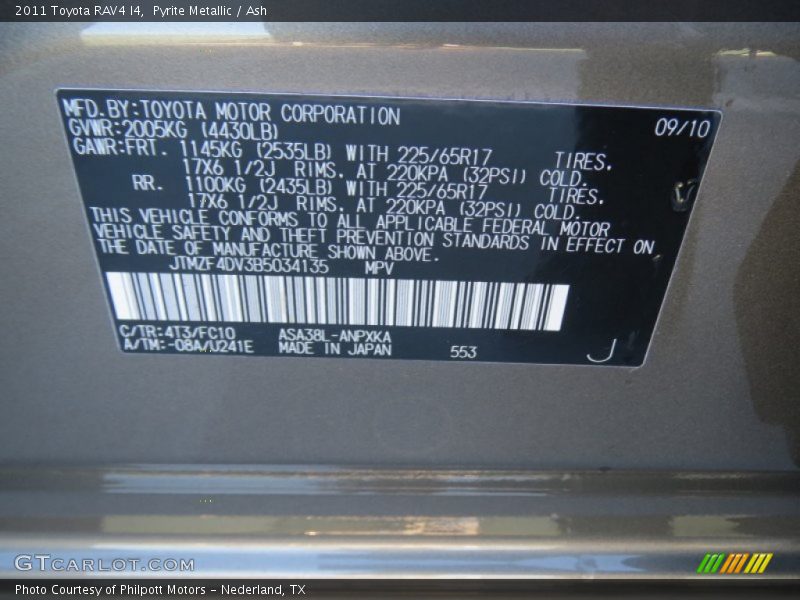 2011 Toyota RAV4 I4, Pyrite Metallic / Ash
MFD. BY: TOYOTA MOTOR CORPORATION 09/10
GVWR: 2005KG (4430LB)
GAWR: FRT. 1145KG (2535LB) WITH 225/65R17 TIRES.
17X6 1/2J RIMS. AT 220KPA (32PSI) COLD.
RR. 1100KG (2435LB) WITH 225/65R17 TIRES.
17X6 1/2J RIMS. AT 220KPA (32PSI) COLD.
THIS VEHICLE CONFORMS TO ALL APPLICABLE FEDERAL MOTOR
VEHICLE SAFETY AND THEFT PREVENTION STANDARDS IN EFFECT ON
THE DATE OF MANUFACTURE SHOWN ABOVE.
JTMZF4DV3B5034135 MPV
C/TR: 4T3/FC10 ASA38L-ANPXKA
A/TM: -08A/U241E MADE IN JAPAN 553
J
GTCARLOT.COM
Photo Courtesy of Philpott Motors - Nederland, TX